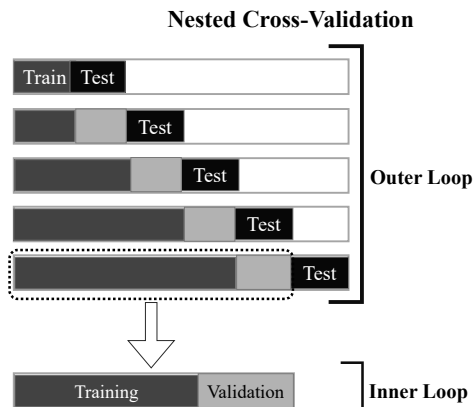 Nested Cross-Validation
Train Test
Test
Test
Outer Loop
Test
Test
Training Validation
Inner Loop